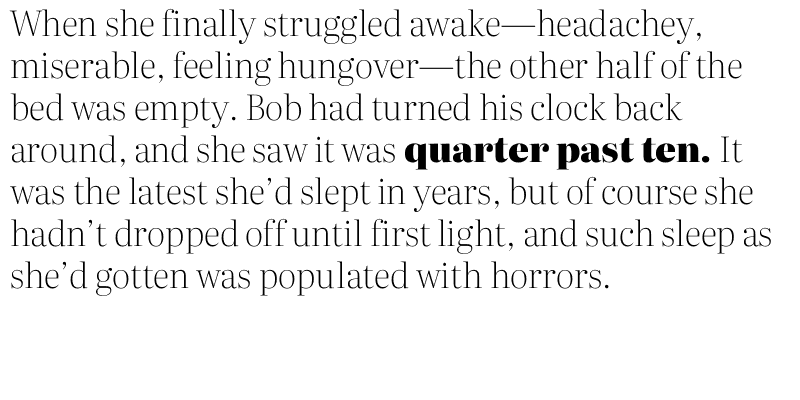 When she finally struggled awake—headachey,
miserable, feeling hungover—the other half of the
bed was empty. Bob had turned his clock back
around, and she saw it was quarter past ten. It
was the latest she’d slept in years, but of course she
hadn’t dropped off until first light, and such sleep as
she’d gotten was populated with horrors.